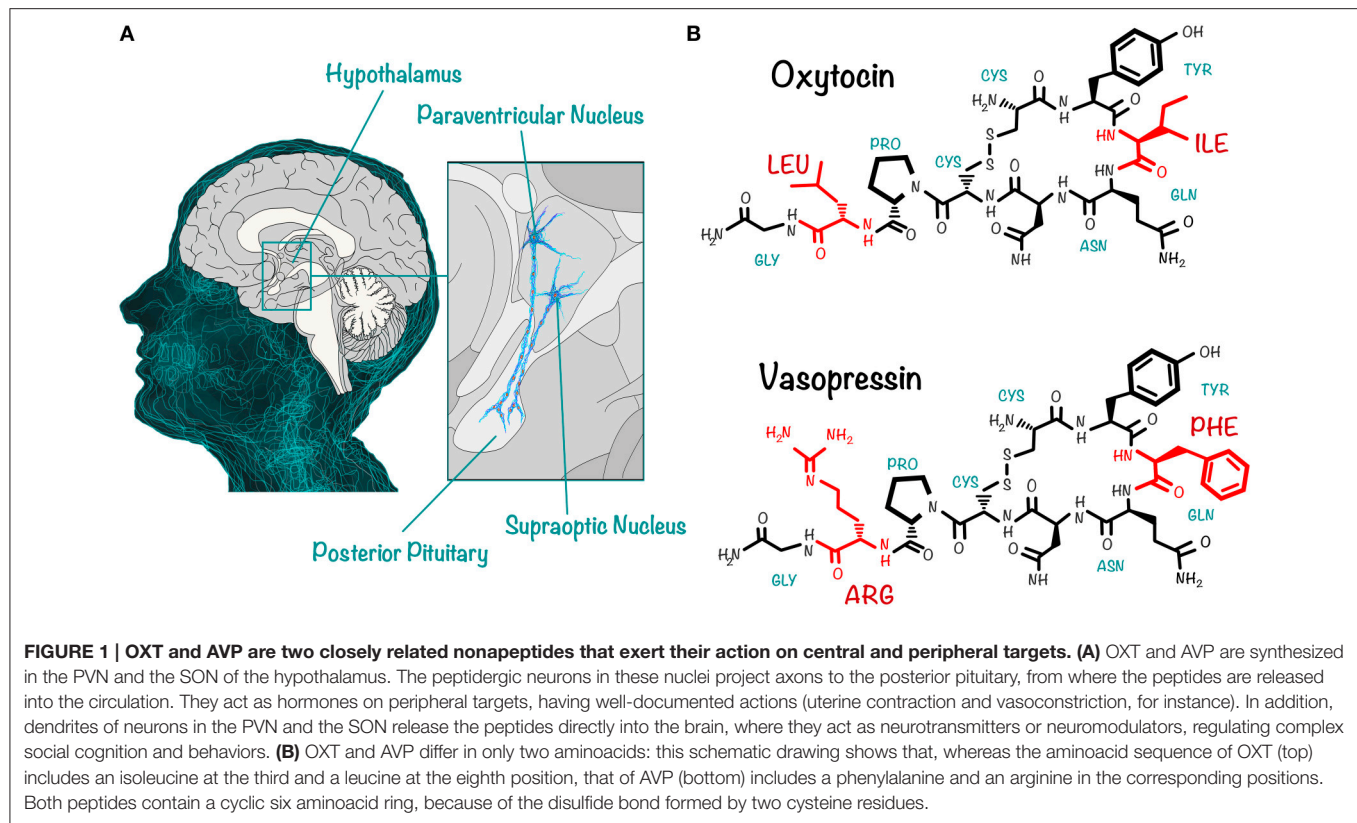 A
Hypothalamus
Paraventricular Nucleus
Supraoptic Nucleus
Posterior Pituitary
B
Oxytocin
OH
TYR
CYS
O
H₂N
N
H
O
HN
ILE
S
S
O
PRO
CYS
LEU
N
O
H
N
O
N
H
O
HN
GLN
O
H₂N
H
N
O
N
H
O
O
NH
ASN
O
NH₂
GLY
Vasopressin
OH
TYR
CYS
O
H₂N
N
H
O
PHE
HN
S
S
O
H₂N
NH₂
N
PRO
CYS
N
O
H
N
O
N
H
O
HN
GLN
O
H₂N
H
N
O
N
H
O
O
NH
ASN
O
NH₂
GLY
ARG
FIGURE 1 | OXT and AVP are two closely related nonapeptides that exert their action on central and peripheral targets. (A) OXT and AVP are synthesized
in the PVN and the SON of the hypothalamus. The peptidergic neurons in these nuclei project axons to the posterior pituitary, from where the peptides are released
into the circulation. They act as hormones on peripheral targets, having well-documented actions (uterine contraction and vasoconstriction, for instance). In addition,
dendrites of neurons in the PVN and the SON release the peptides directly into the brain, where they act as neurotransmitters or neuromodulators, regulating complex
social cognition and behaviors. (B) OXT and AVP differ in only two aminoacids: this schematic drawing shows that, whereas the aminoacid sequence of OXT (top)
includes an isoleucine at the third and a leucine at the eighth position, that of AVP (bottom) includes a phenylalanine and an arginine in the corresponding positions.
Both peptides contain a cyclic six aminoacid ring, because of the disulfide bond formed by two cysteine residues.